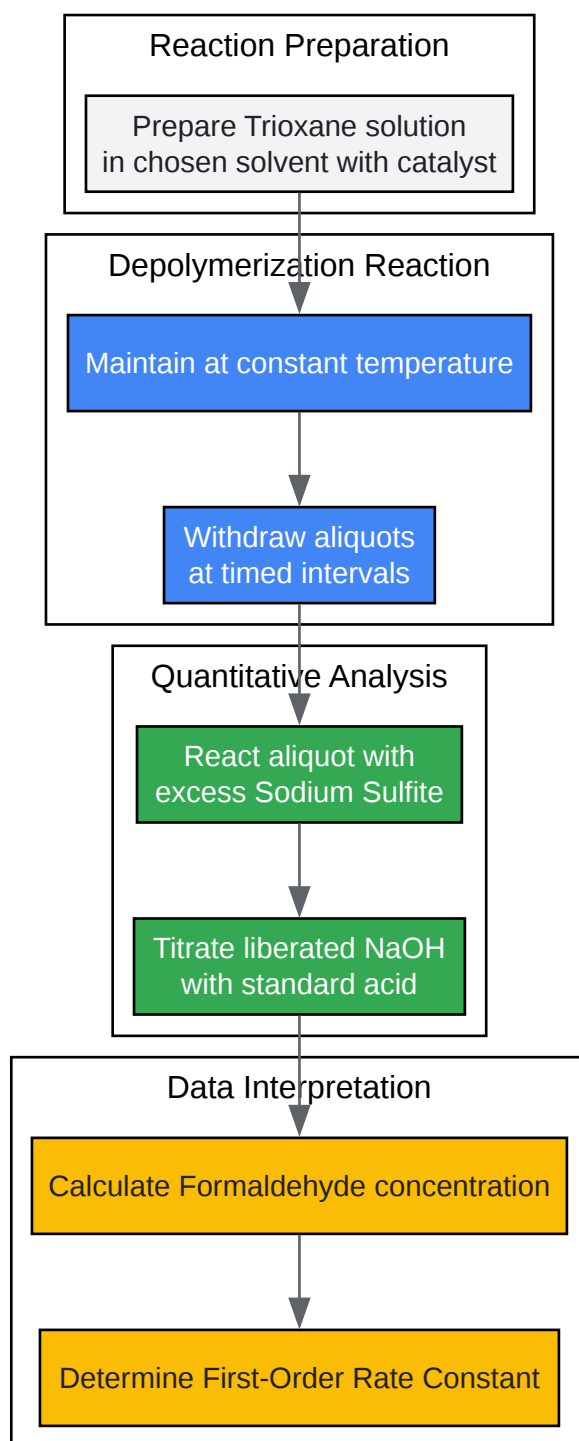 Reaction Preparation
Prepare Trioxane solution
in chosen solvent with catalyst
Depolymerization Reaction
Maintain at constant temperature
Withdraw aliquots
at timed intervals
Quantitative Analysis
React aliquot with
excess Sodium Sulfite
Titrate liberated NaOH
with standard acid
Data Interpretation
Calculate Formaldehyde concentration
Determine First-Order Rate Constant